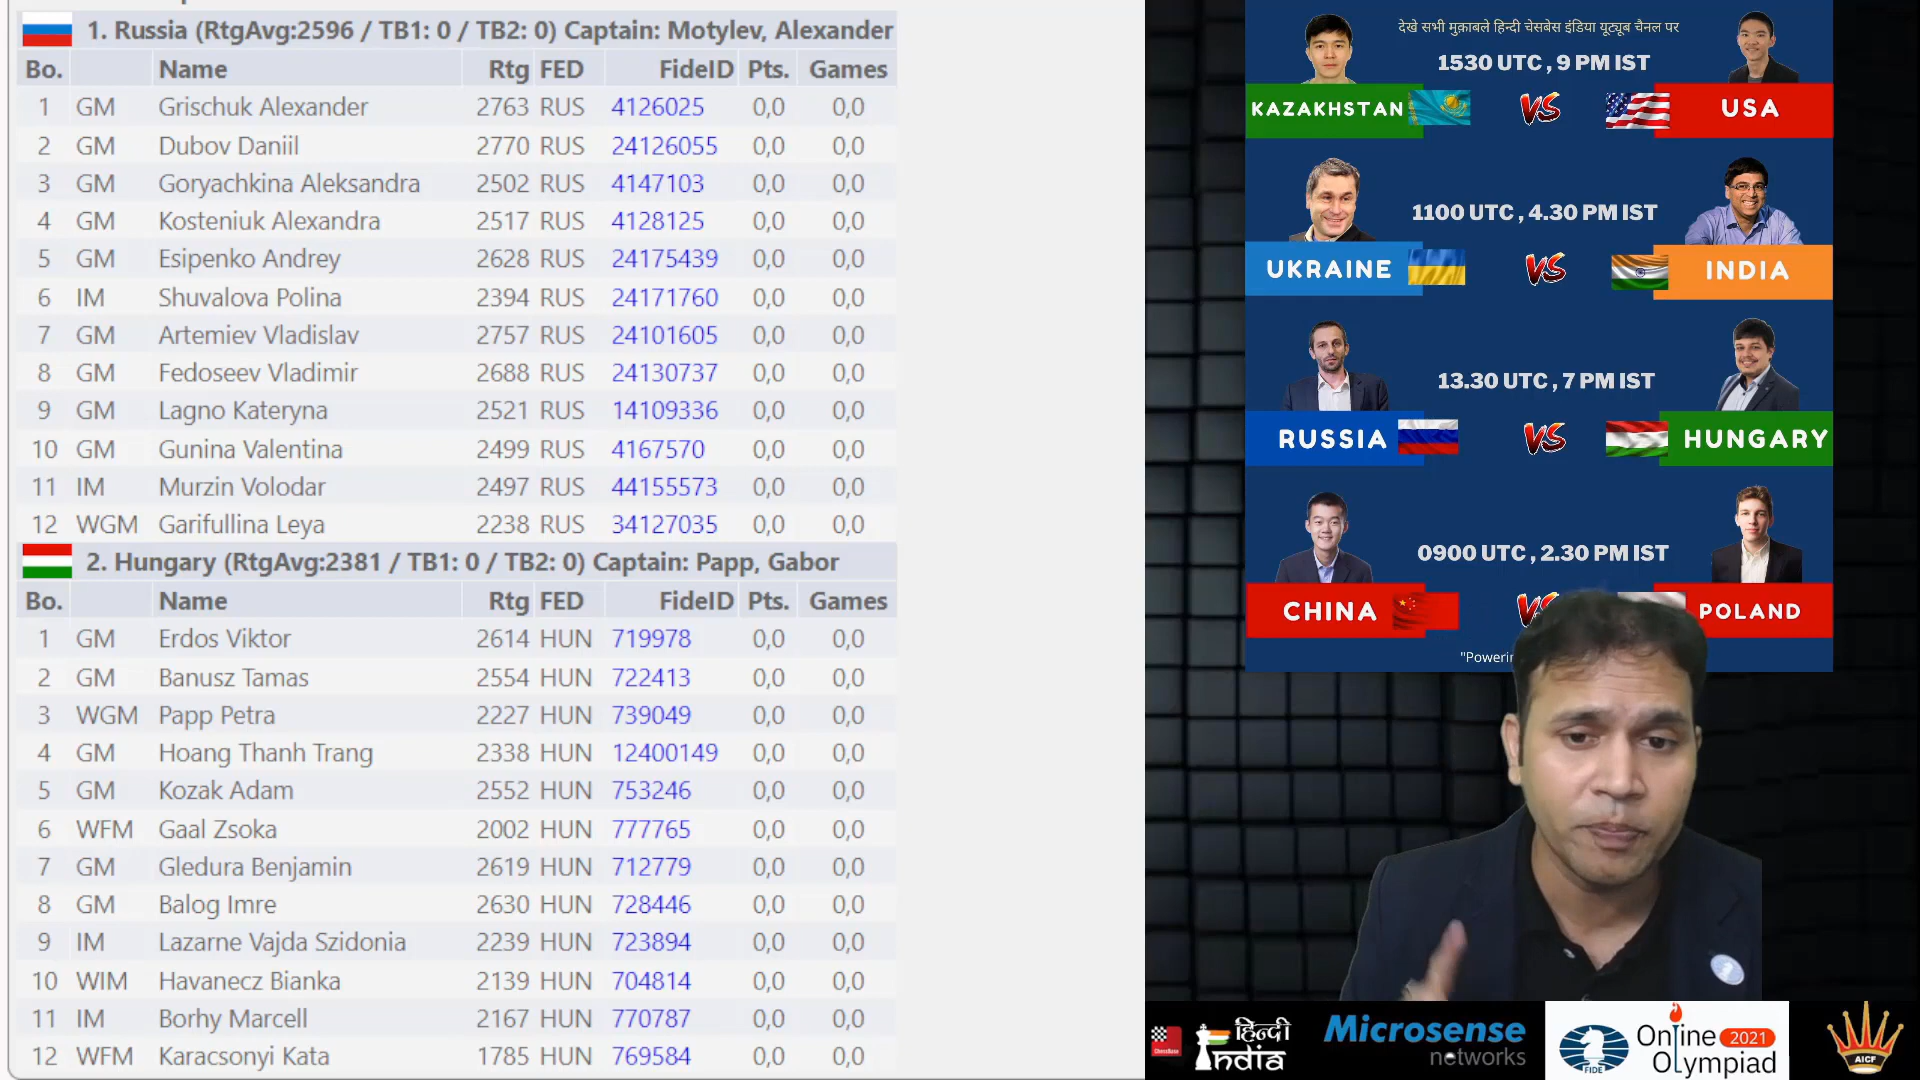 1. Russia (RtgAvg:2596 / TB1: 0 / TB2: 0) Captain: Motylev, Alexander
Bo. Name Rtg FED FideID Pts. Games
1 GM Grischuk Alexander 2763 RUS 4126025 0,0 0,0
2 GM Dubov Daniil 2770 RUS 24126055 0,0 0,0
3 GM Goryachkina Aleksandra 2502 RUS 4147103 0,0 0,0
4 GM Kosteniuk Alexandra 2517 RUS 4128125 0,0 0,0
5 GM Esipenko Andrey 2628 RUS 24175439 0,0 0,0
6 IM Shuvalova Polina 2394 RUS 24171760 0,0 0,0
7 GM Artemiev Vladislav 2757 RUS 24101605 0,0 0,0
8 GM Fedoseev Vladimir 2688 RUS 24130737 0,0 0,0
9 GM Lagno Kateryna 2521 RUS 14109336 0,0 0,0
10 GM Gunina Valentina 2499 RUS 4167570 0,0 0,0
11 IM Murzin Volodar 2497 RUS 44155573 0,0 0,0
12 WGM Garifullina Leya 2238 RUS 34127035 0,0 0,0
2. Hungary (RtgAvg:2381 / TB1: 0 / TB2: 0) Captain: Papp, Gabor
Bo. Name Rtg FED FideID Pts. Games
1 GM Erdos Viktor 2614 HUN 719978 0,0 0,0
2 GM Banusz Tamas 2554 HUN 722413 0,0 0,0
3 WGM Papp Petra 2227 HUN 739049 0,0 0,0
4 GM Hoang Thanh Trang 2338 HUN 12400149 0,0 0,0
5 GM Kozak Adam 2552 HUN 753246 0,0 0,0
6 WFM Gaal Zsoka 2002 HUN 777765 0,0 0,0
7 GM Gledura Benjamin 2619 HUN 712779 0,0 0,0
8 GM Balog Imre 2630 HUN 728446 0,0 0,0
9 IM Lazarne Vajda Szidonia 2239 HUN 723894 0,0 0,0
10 WIM Havanecz Bianka 2139 HUN 704814 0,0 0,0
11 IM Borhy Marcell 2167 HUN 770787 0,0 0,0
12 WFM Karacsonyi Kata 1785 HUN 769584 0,0 0,0
देखे सभी मुक़ाबले हिन्दी चेसबेस इंडिया यूट्यूब चैनल पर
1530 UTC , 9 PM IST
KAZAKHSTAN VS USA
1100 UTC , 4.30 PM IST
UKRAINE VS INDIA
13.30 UTC , 7 PM IST
RUSSIA VS HUNGARY
0900 UTC , 2.30 PM IST
CHINA VS POLAND
"Powerin
हिन्दी
India
Microsense
networks
FIDE
Online 2021
Olympiad
AICF